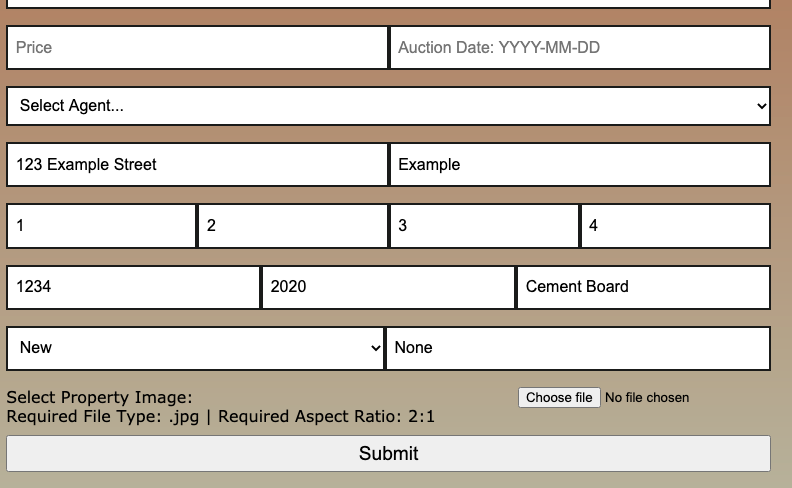 Price Auction Date: YYYY-MM-DD
Select Agent...
123 Example Street Example
1 2 3 4
1234 2020 Cement Board
New None
Select Property Image: Choose file No file chosen
Required File Type: .jpg | Required Aspect Ratio: 2:1
Submit